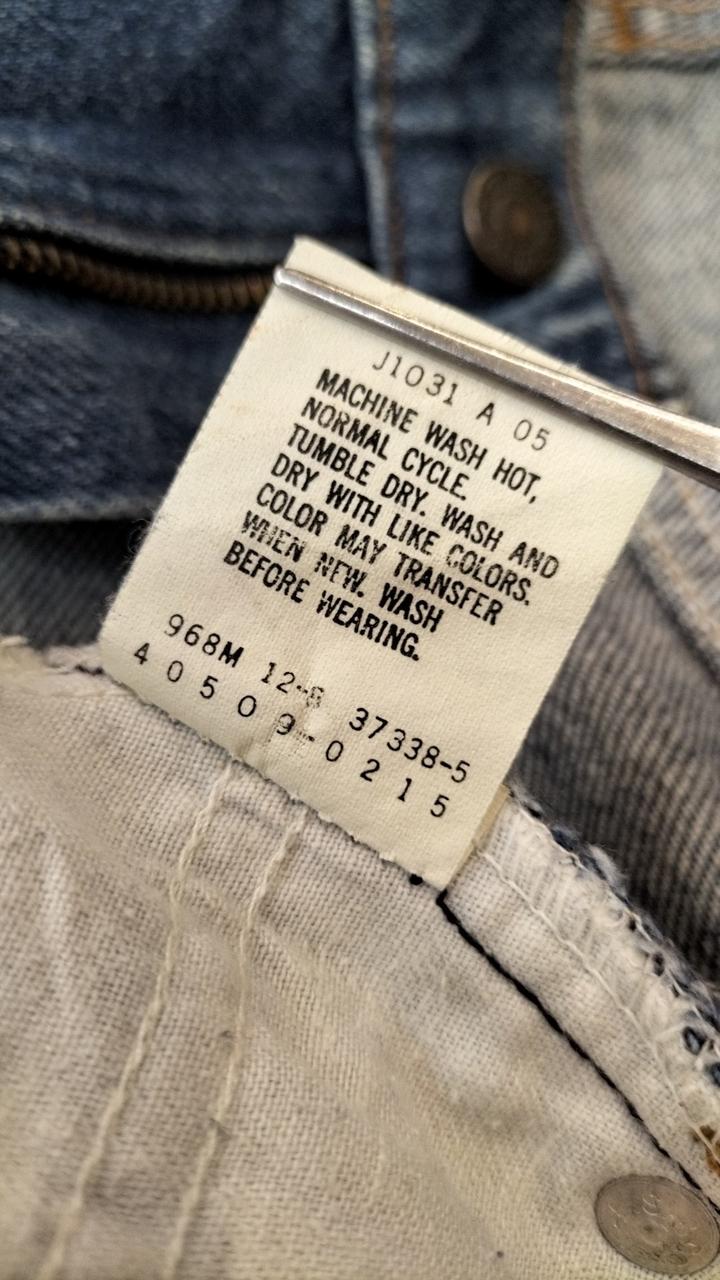 J1031 A 05
MACHINE WASH HOT,
NORMAL CYCLE.
TUMBLE DRY. WASH AND
DRY WITH LIKE COLORS.
COLOR MAY TRANSFER
WHEN NEW. WASH
BEFORE WEARING.
968M 37338-5
40509-0215